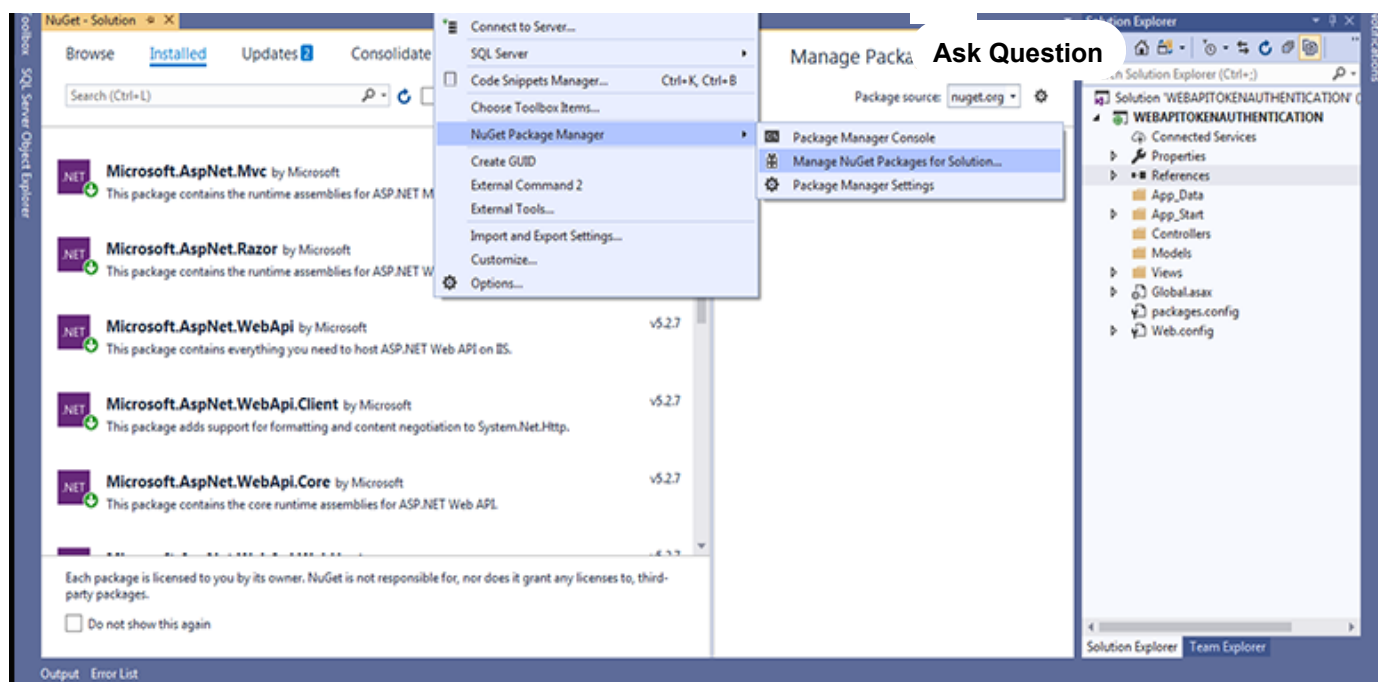 NuGet - Solution
Browse Installed Updates 2 Consolidate
Search (Ctrl+L)
Microsoft.AspNet.Mvc by Microsoft
This package contains the runtime assemblies for ASP.NET M
Microsoft.AspNet.Razor by Microsoft
This package contains the runtime assemblies for ASP.NET W
Microsoft.AspNet.WebApi by Microsoft v5.2.7
This package contains everything you need to host ASP.NET Web API on IIS.
Microsoft.AspNet.WebApi.Client by Microsoft v5.2.7
This package adds support for formatting and content negotiation to System.Net.Http.
Microsoft.AspNet.WebApi.Core by Microsoft v5.2.7
This package contains the core runtime assemblies for ASP.NET Web API.
Each package is licensed to you by its owner. NuGet is not responsible for, nor does it grant any licenses to, third-
party packages.
Do not show this again
Output Error List
Toolbox
SQL Server Object Explorer
.NET
.NET
.NET
.NET
.NET
Connect to Server...
SQL Server
Code Snippets Manager... Ctrl+K, Ctrl+B
Choose Toolbox Items...
NuGet Package Manager
Create GUID
External Command 2
External Tools...
Import and Export Settings...
Customize...
Options...
Package Manager Console
Manage NuGet Packages for Solution...
Package Manager Settings
Manage Packa
Ask Question
Package source: nuget.org
Solution Explorer
Solution Explorer (Ctrl+;)
Solution 'WEBAPITOKENAUTHENTICATION' (
WEBAPITOKENAUTHENTICATION
Connected Services
Properties
References
App_Data
App_Start
Controllers
Models
Views
Global.asax
packages.config
Web.config
Solution Explorer Team Explorer
Notifications